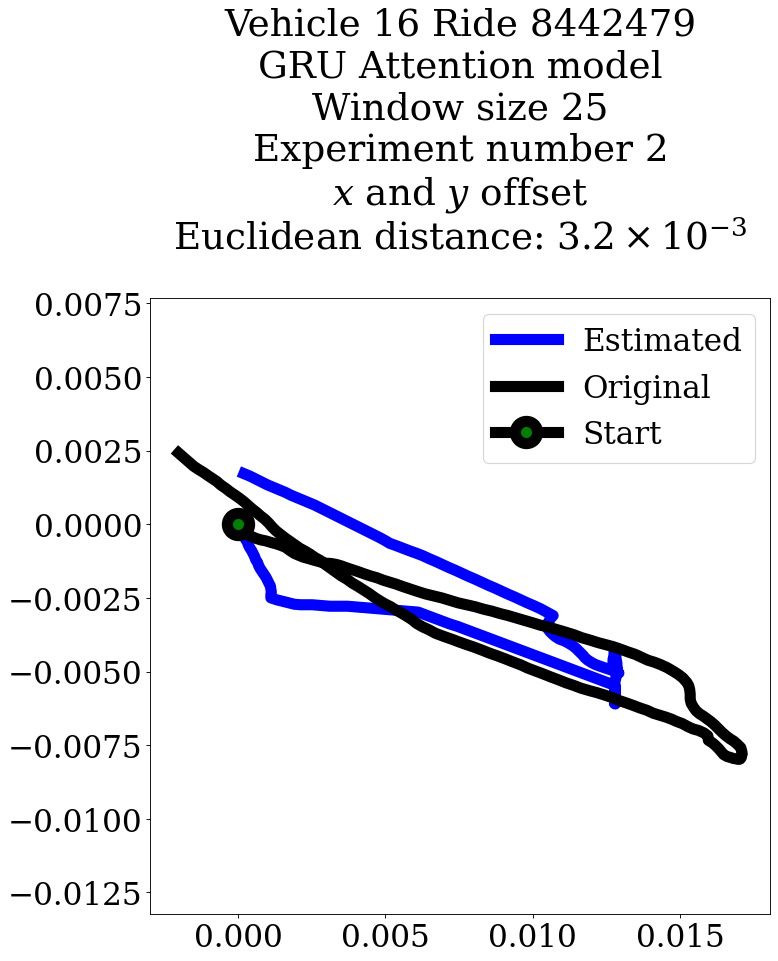 Vehicle 16 Ride 8442479
GRU Attention model
Window size 25
Experiment number 2
x and y offset
Euclidean distance: 3.2 × 10⁻³
0.0075
0.0050
0.0025
0.0000
−0.0025
−0.0050
−0.0075
−0.0100
−0.0125
Estimated
Original
Start
0.000 0.005 0.010 0.015